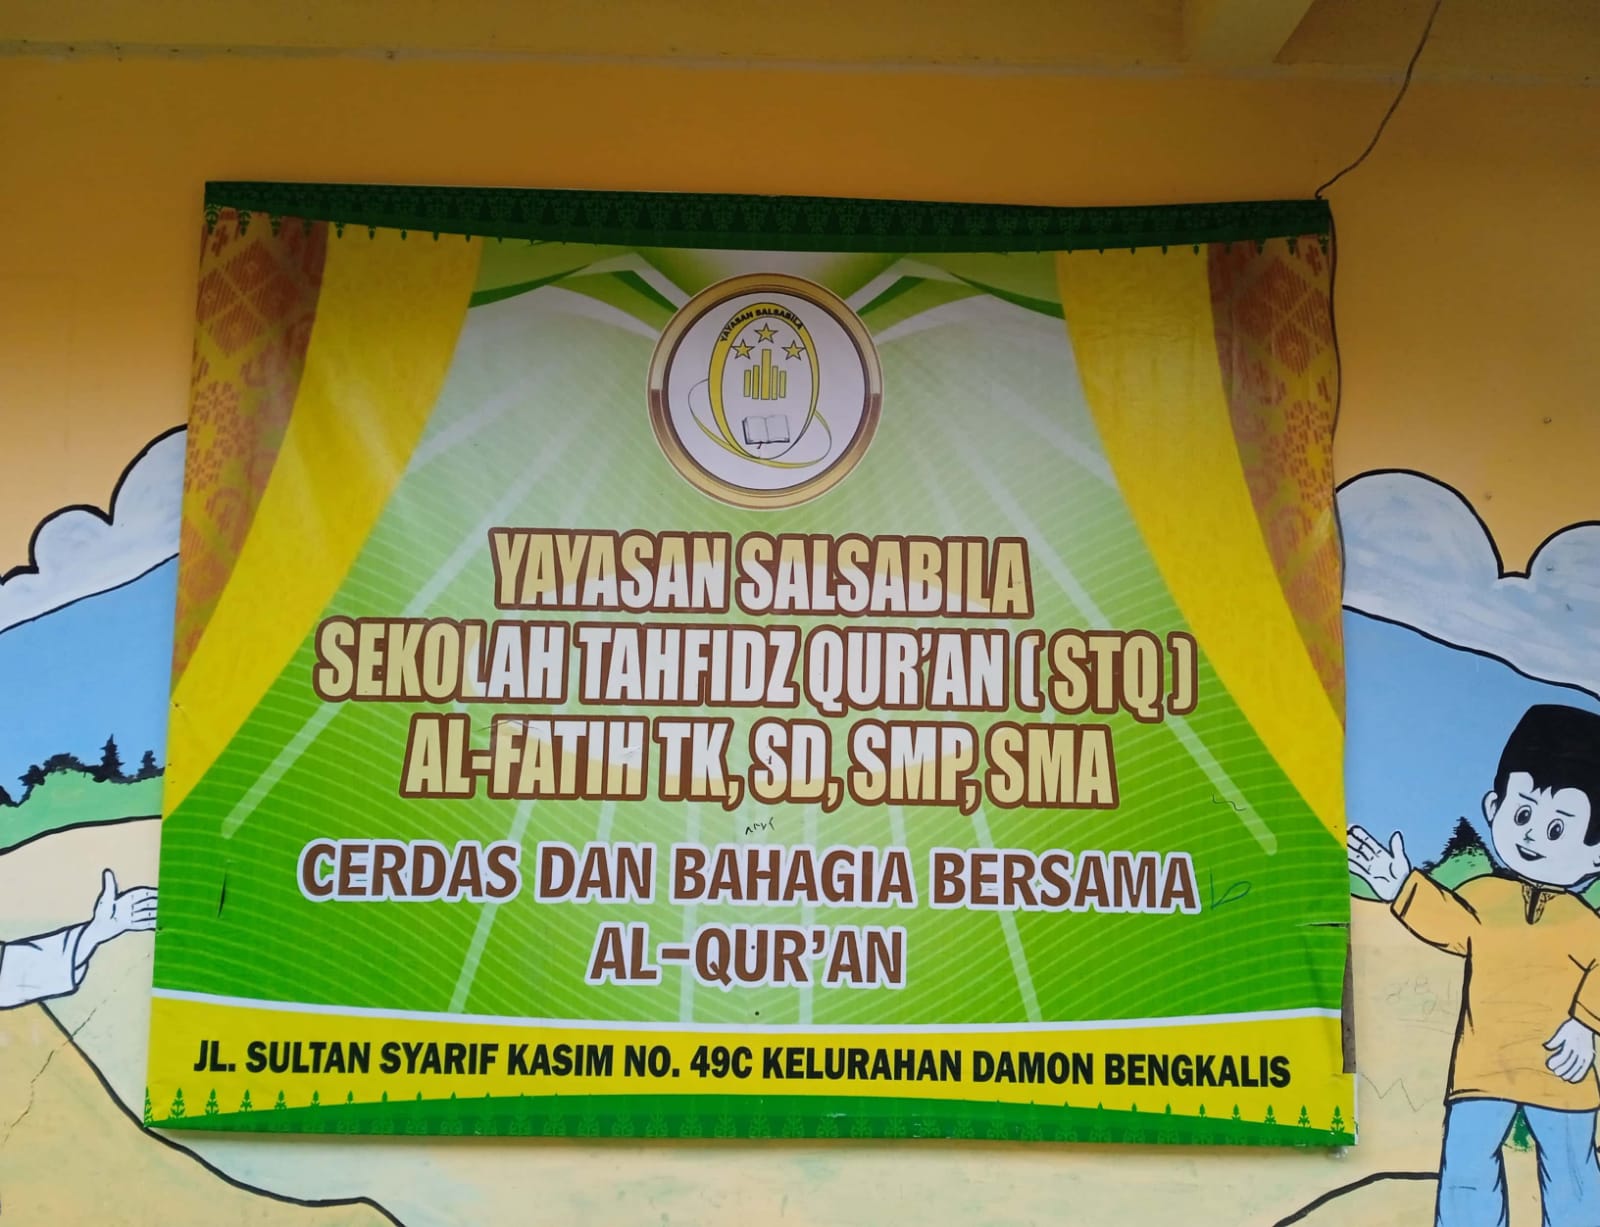 YAYASAN SALSABILA
YAYASAN SALSABILA
SEKOLAH TAHFIDZ QUR'AN ( STQ )
AL-FATIH TK, SD, SMP, SMA
CERDAS DAN BAHAGIA BERSAMA
AL-QUR'AN
JL. SULTAN SYARIF KASIM NO. 49C KELURAHAN DAMON BENGKALIS